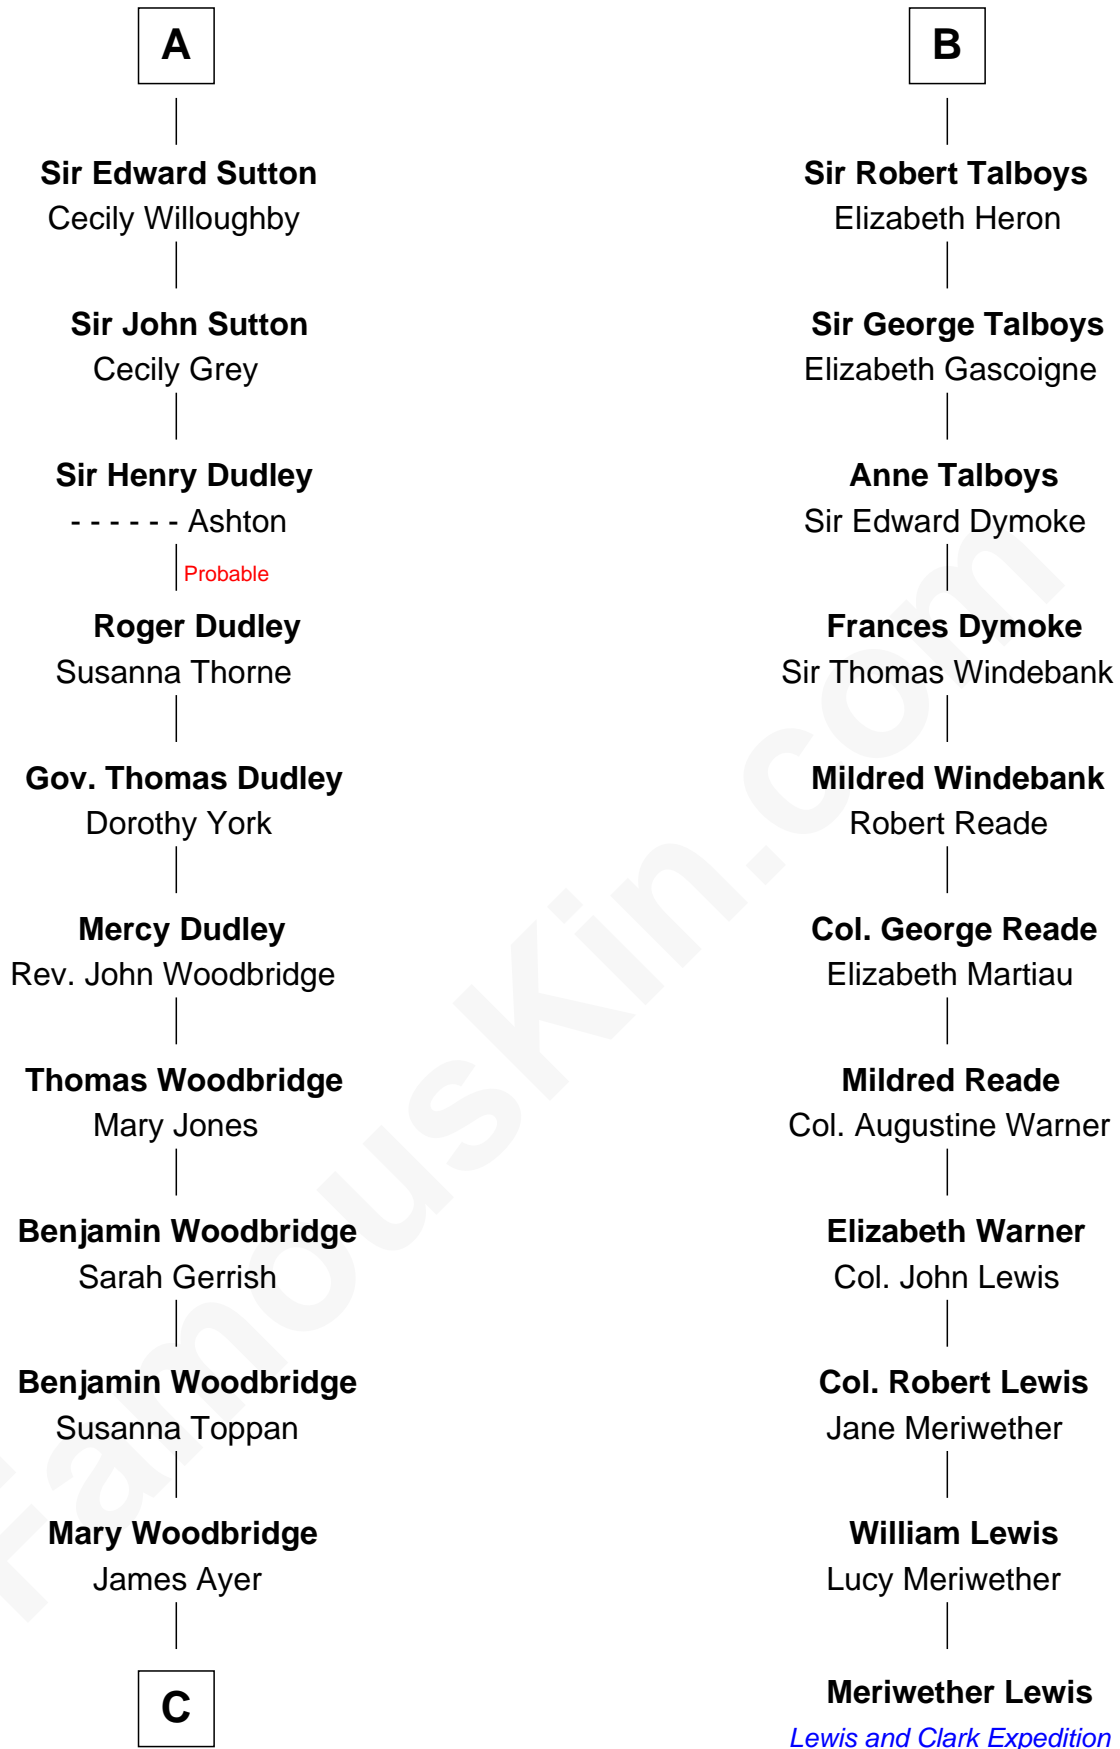 A
Sir Edward Sutton
Cecily Willoughby
Sir John Sutton
Cecily Grey
Sir Henry Dudley
- - - - - - Ashton
Probable
Roger Dudley
Susanna Thorne
Gov. Thomas Dudley
Dorothy York
Mercy Dudley
Rev. John Woodbridge
Thomas Woodbridge
Mary Jones
Benjamin Woodbridge
Sarah Gerrish
Benjamin Woodbridge
Susanna Toppan
Mary Woodbridge
James Ayer
C
B
Sir Robert Talboys
Elizabeth Heron
Sir George Talboys
Elizabeth Gascoigne
Anne Talboys
Sir Edward Dymoke
Frances Dymoke
Sir Thomas Windebank
Mildred Windebank
Robert Reade
Col. George Reade
Elizabeth Martiau
Mildred Reade
Col. Augustine Warner
Elizabeth Warner
Col. John Lewis
Col. Robert Lewis
Jane Meriwether
William Lewis
Lucy Meriwether
Meriwether Lewis
Lewis and Clark Expedition
FamousKin.com